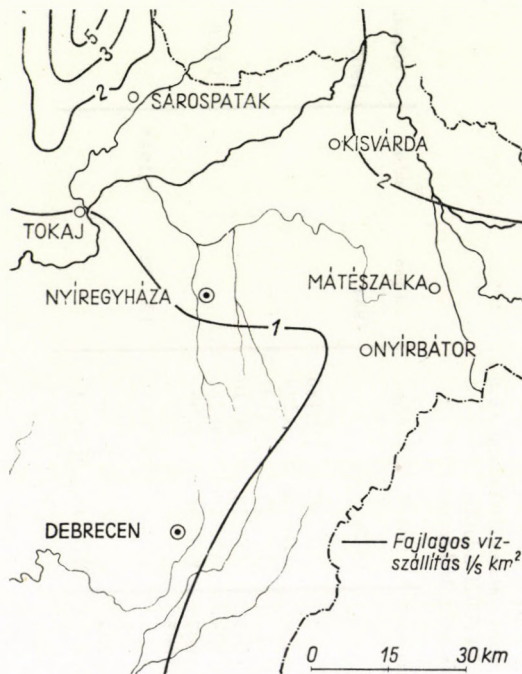 5
3
2
SÁROSPATAK
KISVÁRDA
2
TOKAJ
NYÍREGYHÁZA
MÁTÉSZALKA
1
NYÍRBÁTOR
DEBRECEN
Fajlagos víz-
szállítás l/s km²
0 15 30 km